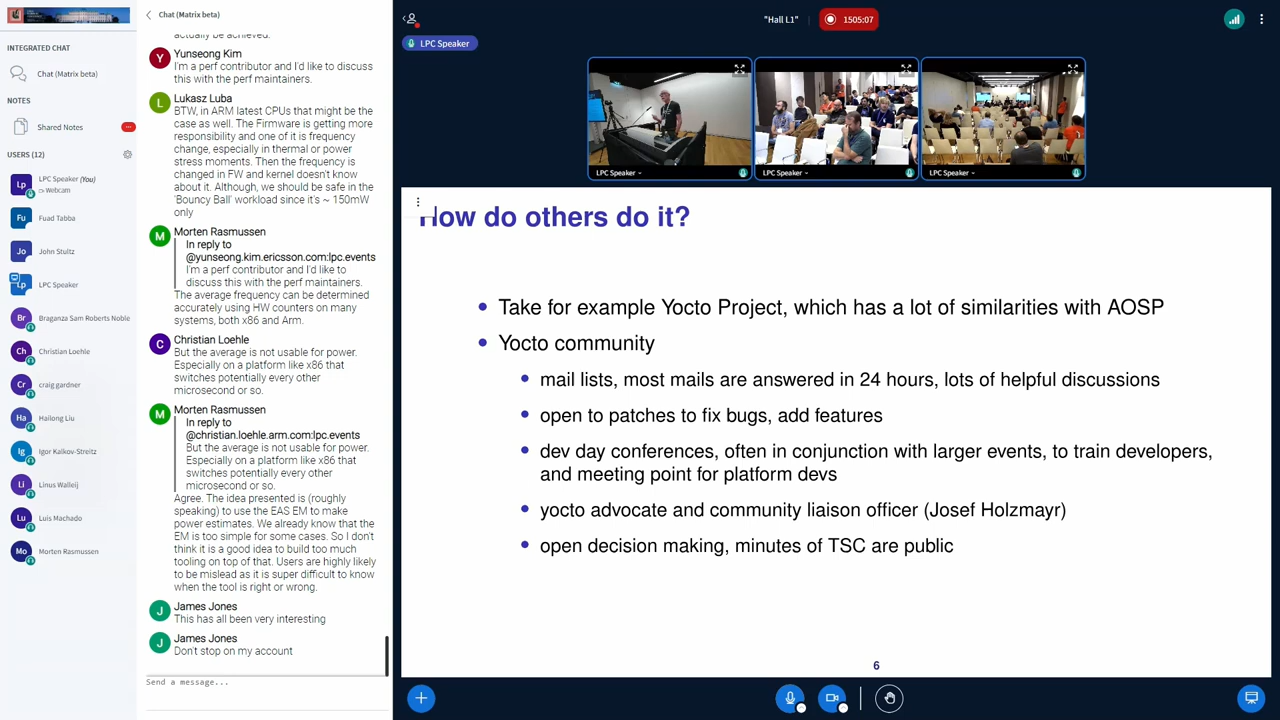 INTEGRATED CHAT
Chat (Matrix beta)
NOTES
Shared Notes
USERS (12)
LPC Speaker (You)
Webcam
Fuad Tabba
John Stultz
LPC Speaker
Braganza Sam Roberts Noble
Christian Loehle
craig gardner
Hailong Liu
Igor Kalkov-Streitz
Linus Walleij
Luis Machado
Morten Rasmussen
Lp
Fu
Jo
Lp
Br
Ch
Cr
Ha
Ig
Li
Lu
Mo
Chat (Matrix beta)
actually be achieved.
Y
Yunseong Kim
I'm a perf contributor and I'd like to
discuss this with the perf maintainers.
L
Lukasz Luba
BTW, in ARM latest CPUs that might be the
case as well. The Firmware is getting more
responsibility and one of it is frequency
change, especially in thermal or power
stress moments. Then the frequency is
changed in FW and kernel doesn't know
about it. Although, we should be safe in the
'Bouncy Ball' workload since it's ~ 150mW
only
M
Morten Rasmussen
In reply to
@yunseong.kim.ericsson.com:lpc.events
I'm a perf contributor and I'd like to
discuss this with the perf maintainers.
The average frequency can be determined
accurately using HW counters on many
systems, both x86 and Arm.
C
Christian Loehle
But the average is not usable for power.
Especially on a platform like x86 that
switches potentially every other
microsecond or so.
M
Morten Rasmussen
In reply to
@christian.loehle.arm.com:lpc.events
But the average is not usable for power.
Especially on a platform like x86 that
switches potentially every other
microsecond or so.
Agree. The idea presented is (roughly
speaking) to use the EAS EM to make
power estimates. We already know that the
EM is too simple for some cases. So I don't
think it is a good idea to build too much
tooling on top of that. Users are highly likely
to be mislead as it is super difficult to know
when the tool is right or wrong.
J
James Jones
This has all been very interesting
J
James Jones
Don't stop on my account
Send a message...
"Hall L1"
1505:07
LPC Speaker
LPC Speaker
LPC Speaker
LPC Speaker
How do others do it?
• Take for example Yocto Project, which has a lot of similarities with AOSP
• Yocto community
• mail lists, most mails are answered in 24 hours, lots of helpful discussions
• open to patches to fix bugs, add features
• dev day conferences, often in conjunction with larger events, to train developers,
and meeting point for platform devs
• yocto advocate and community liaison officer (Josef Holzmayr)
• open decision making, minutes of TSC are public
6